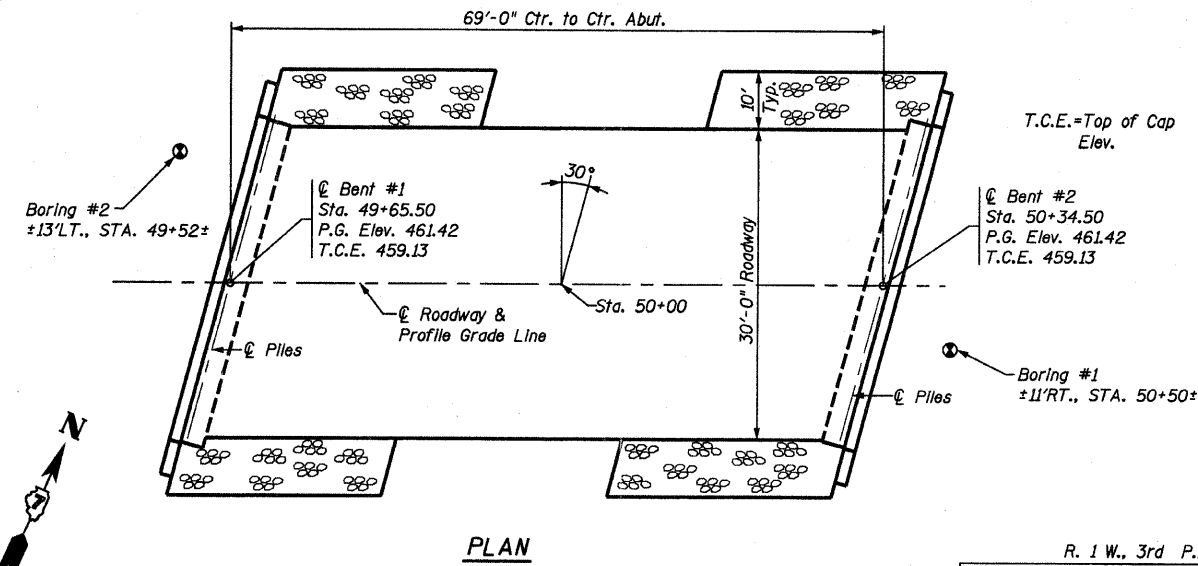 69'-0" Ctr. to Ctr. Abut.
10'
Typ.
T.C.E.=Top of Cap
Elev.
30°
Boring #2
±13'LT., STA. 49+52±
℄ Bent #1
Sta. 49+65.50
P.G. Elev. 461.42
T.C.E. 459.13
℄ Bent #2
Sta. 50+34.50
P.G. Elev. 461.42
T.C.E. 459.13
30'-0" Roadway
Sta. 50+00
℄ Roadway &
Profile Grade Line
℄ Piles
Boring #1
±11'RT., STA. 50+50±
℄ Piles
N
7
PLAN
R. 1 W., 3rd P.